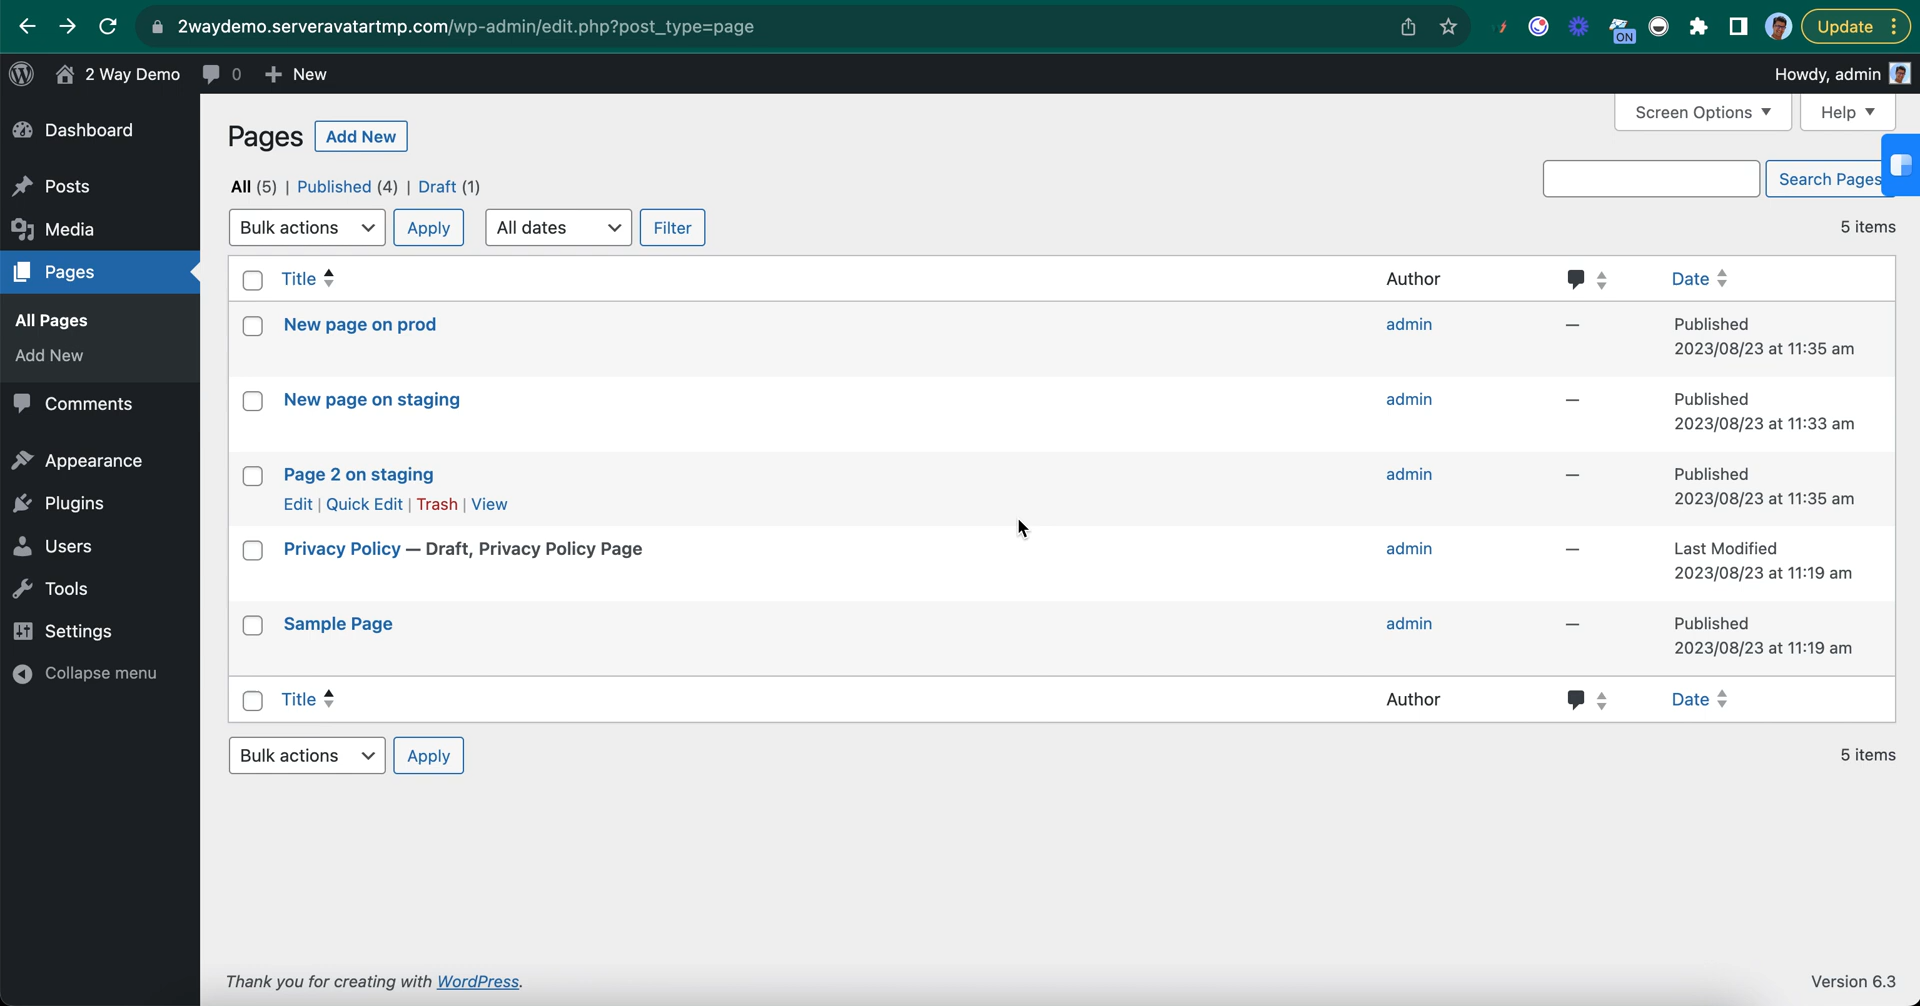 2waydemo.serveravatartmp.com/wp-admin/edit.php?post_type=page
ON
Update
2 Way Demo 0 New
Howdy, admin
Dashboard
Posts
Media
Pages
All Pages
Add New
Comments
Appearance
Plugins
Users
Tools
Settings
Collapse menu
Screen Options Help
Pages Add New
All (5) | Published (4) | Draft (1)
Search Pages
Bulk actions Apply All dates Filter
5 items
Title Author Date
New page on prod admin — Published
2023/08/23 at 11:35 am
New page on staging admin — Published
2023/08/23 at 11:33 am
Page 2 on staging admin — Published
Edit | Quick Edit | Trash | View 2023/08/23 at 11:35 am
Privacy Policy — Draft, Privacy Policy Page admin — Last Modified
2023/08/23 at 11:19 am
Sample Page admin — Published
2023/08/23 at 11:19 am
Title Author Date
Bulk actions Apply 5 items
Thank you for creating with WordPress. Version 6.3